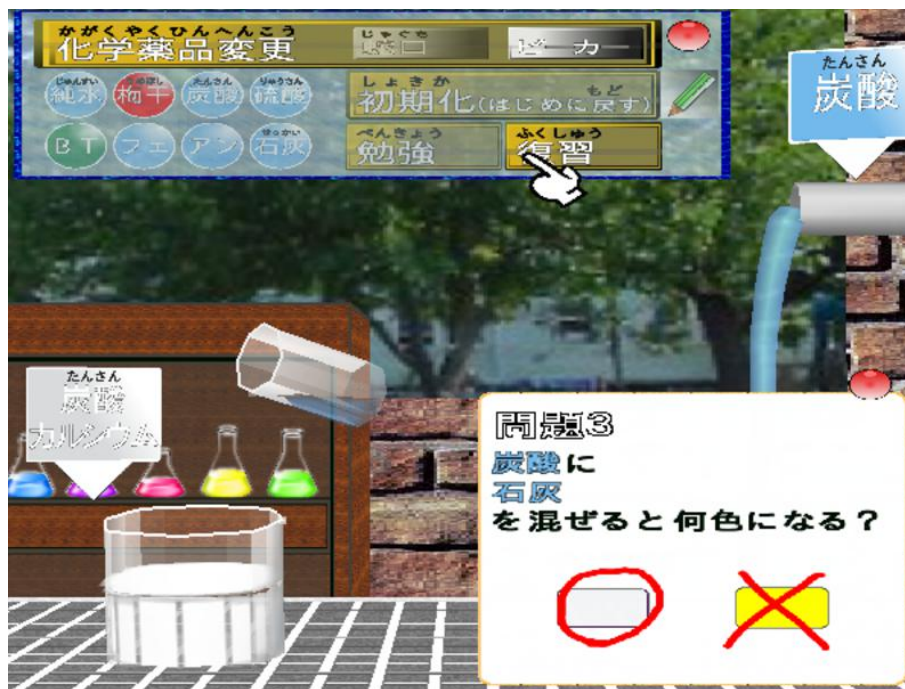 かがくやくひんへんこう
化学薬品変更
じゃぐち
蛇口
ビーカー
じゅんすい
純水
うめぼし
梅干
たんさん
炭酸
りゅうさん
硫酸
しょきか もど
初期化(はじめに戻す)
BT
フェ
アン
せっかい
石灰
べんきょう
勉強
ふくしゅう
復習
たんさん
炭酸
たんさん
炭酸
カルシウム
問題3
炭酸に
石灰
を混ぜると何色になる?